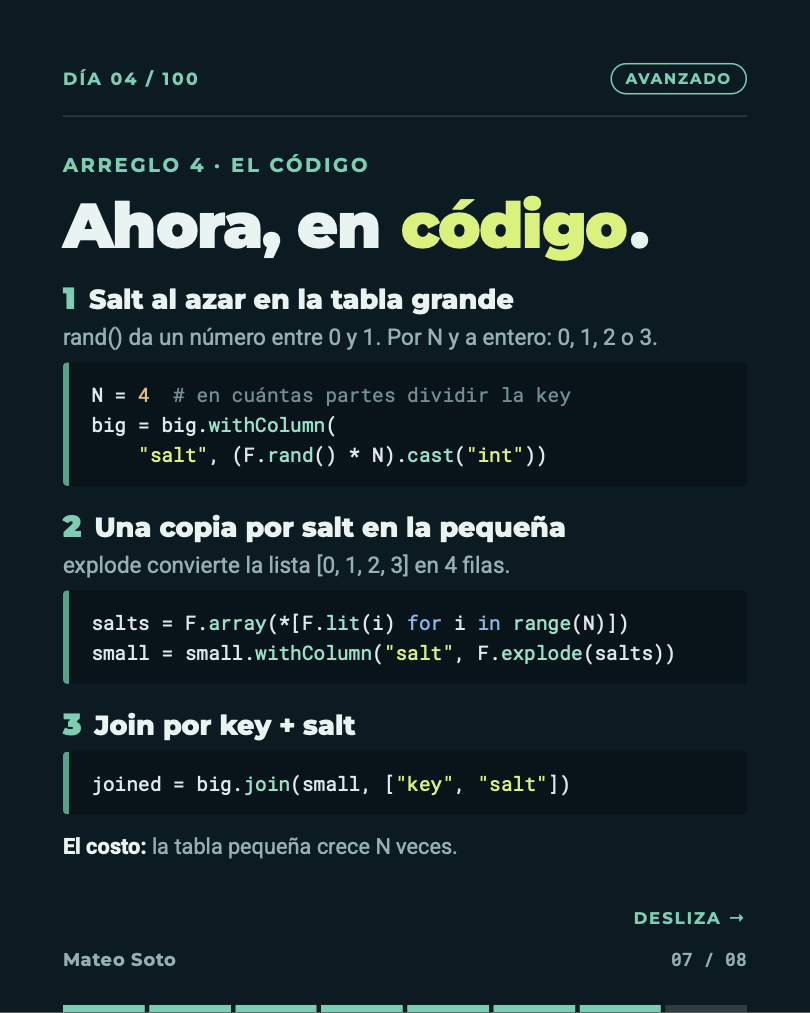 DÍA 04 / 100
AVANZADO
ARREGLO 4 · EL CÓDIGO
Ahora, en código.
1 Salt al azar en la tabla grande
rand() da un número entre 0 y 1. Por N y a entero: 0, 1, 2 o 3.
N = 4  # en cuántas partes dividir la key
big = big.withColumn(
    "salt", (F.rand() * N).cast("int"))
2 Una copia por salt en la pequeña
explode convierte la lista [0, 1, 2, 3] en 4 filas.
salts = F.array(*[F.lit(i) for i in range(N)])
small = small.withColumn("salt", F.explode(salts))
3 Join por key + salt
joined = big.join(small, ["key", "salt"])
El costo: la tabla pequeña crece N veces.
DESLIZA →
Mateo Soto
07 / 08